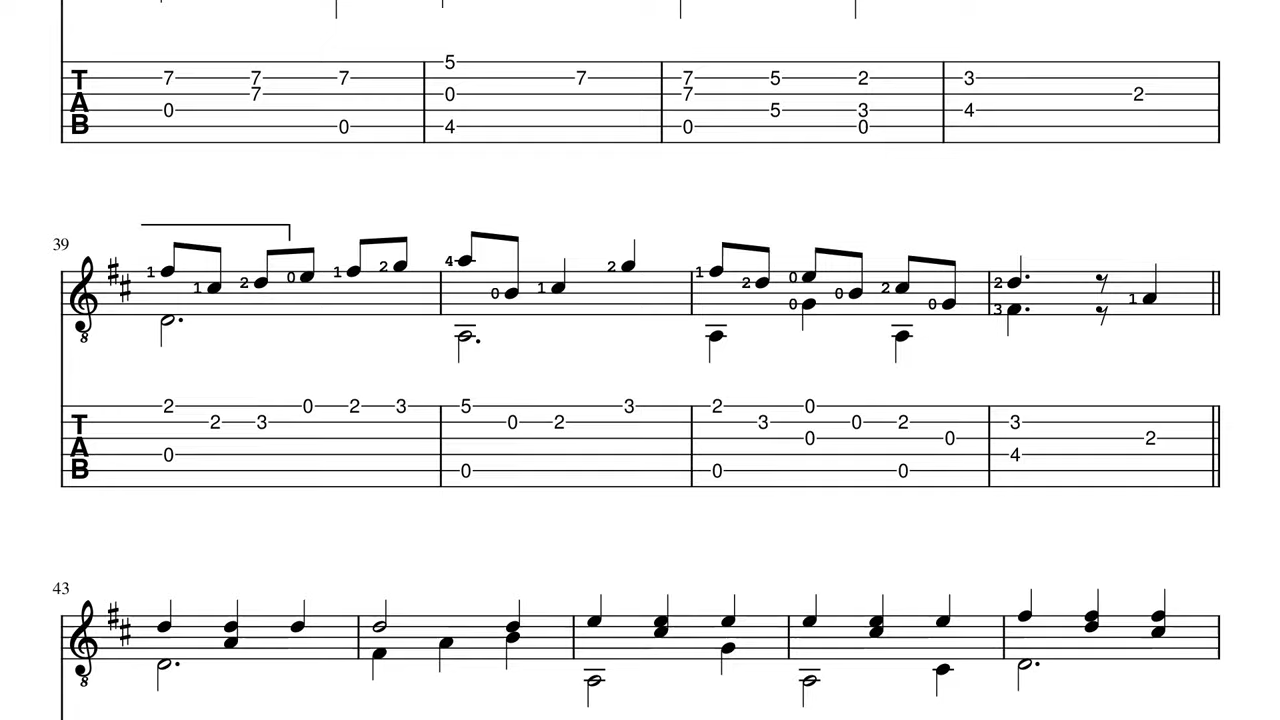 5
T 7 7 7 7 7 5 2 3
7 0 7 2
A 0 5 3 4
B 0 4 0 0
39
1 1 2 0 1 2 4 0 1 2 1 2 0 0 0 2 0 2 3 1
8
2 0 2 3 5 3 2 0
T 2 3 0 2 3 0 2 3
0 0 2
A 0 4
B 0 0 0
43
8